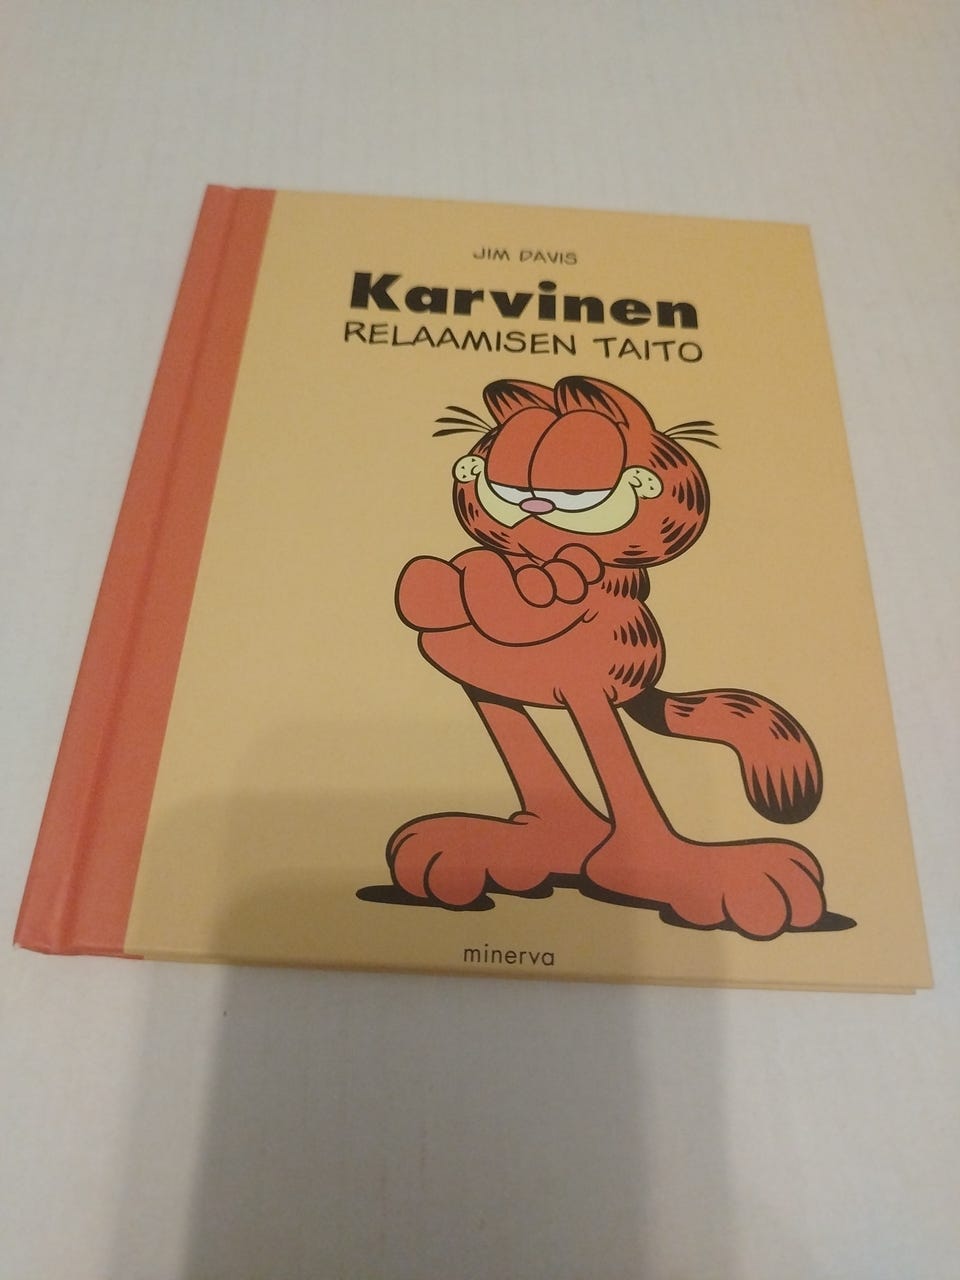 JIM DAVIS
Karvinen
RELAAMISEN TAITO
minerva